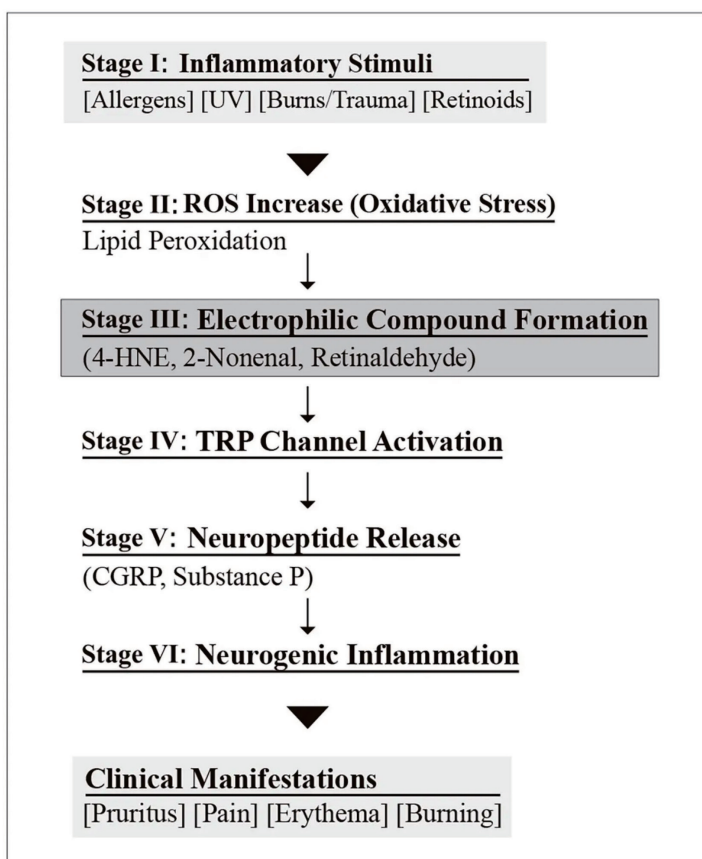 Stage I: Inflammatory Stimuli
[Allergens] [UV] [Burns/Trauma] [Retinoids]
Stage II: ROS Increase (Oxidative Stress)
Lipid Peroxidation
Stage III: Electrophilic Compound Formation
(4-HNE, 2-Nonenal, Retinaldehyde)
Stage IV: TRP Channel Activation
Stage V: Neuropeptide Release
(CGRP, Substance P)
Stage VI: Neurogenic Inflammation
Clinical Manifestations
[Pruritus] [Pain] [Erythema] [Burning]